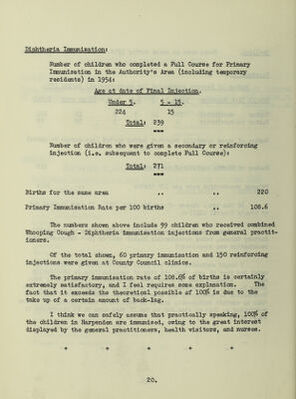 Diphtheria Immunisation:
Number of children who completed a Full Course for Primary
Immunisation in the Authority's Area (including temporary
residents) in 1954:
Age at date of Final Injection.
Under 5. 5 - 15.
224 15
Total: 239
===
Number of children who were given a secondary or reinforcing
injection (i.e. subsequent to complete Full Course):
Total: 271
===
Births for the same area ,, ,, 220
Primary Immunisation Rate per 100 births ,, 108.6
The numbers shown above include 99 children who received combined
Whooping Cough - Diphtheria immunisation injections from general practit-
ioners.
Of the total shown, 60 primary immunisation and 150 reinforcing
injections were given at County Council clinics.
The primary immunisation rate of 108.6% of births is certainly
extremely satisfactory, and I feel requires some explanation. The
fact that it exceeds the theoretical possible of 100% is due to the
take up of a certain amount of back-lag.
I think we can safely assume that practically speaking, 100% of
the children in Harpenden are immunised, owing to the great interest
displayed by the general practitioners, health visitors, and nurses.
+ + + + +
20.